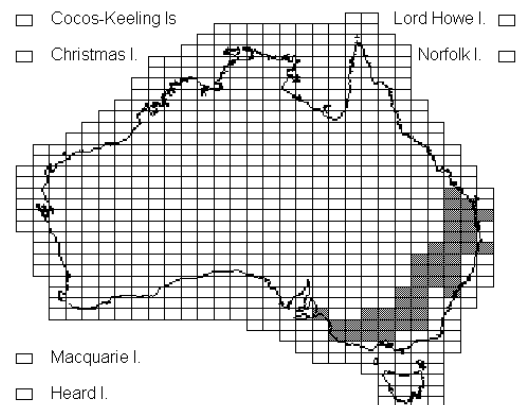 Cocos-Keeling Is
Lord Howe I.
Christmas I.
Norfolk I.
Macquarie I.
Heard I.